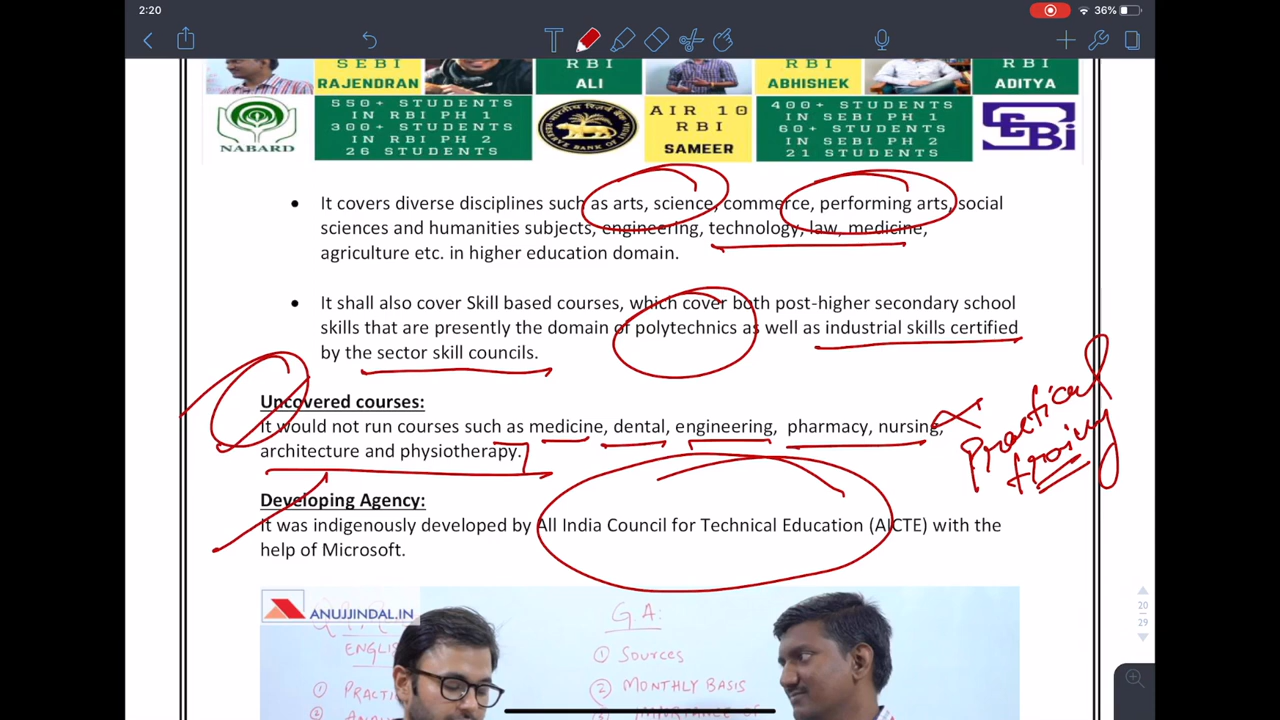 2:20
36%
T
SEBI
RAJENDRAN
RBI
ALI
RBI
ABHISHEK
RBI
ADITYA
NABARD
550+ STUDENTS
IN RBI PH 1
300+ STUDENTS
IN RBI PH 2
26 STUDENTS
AIR 10
RBI
SAMEER
400+ STUDENTS
IN SEBI PH 1
60+ STUDENTS
IN SEBI PH 2
21 STUDENTS
SEBI
• It covers diverse disciplines such as arts, science, commerce, performing arts, social
sciences and humanities subjects, engineering, technology, law, medicine,
agriculture etc. in higher education domain.
• It shall also cover Skill based courses, which cover both post-higher secondary school
skills that are presently the domain of polytechnics as well as industrial skills certified
by the sector skill councils.
Uncovered courses:
It would not run courses such as medicine, dental, engineering, pharmacy, nursing,
architecture and physiotherapy.
Practical
Developing Agency:
It was indigenously developed by All India Council for Technical Education (AICTE) with the
help of Microsoft.
20
29
ANUJJINDAL.IN
G.A:
① Sources
② MONTHLY BASIS